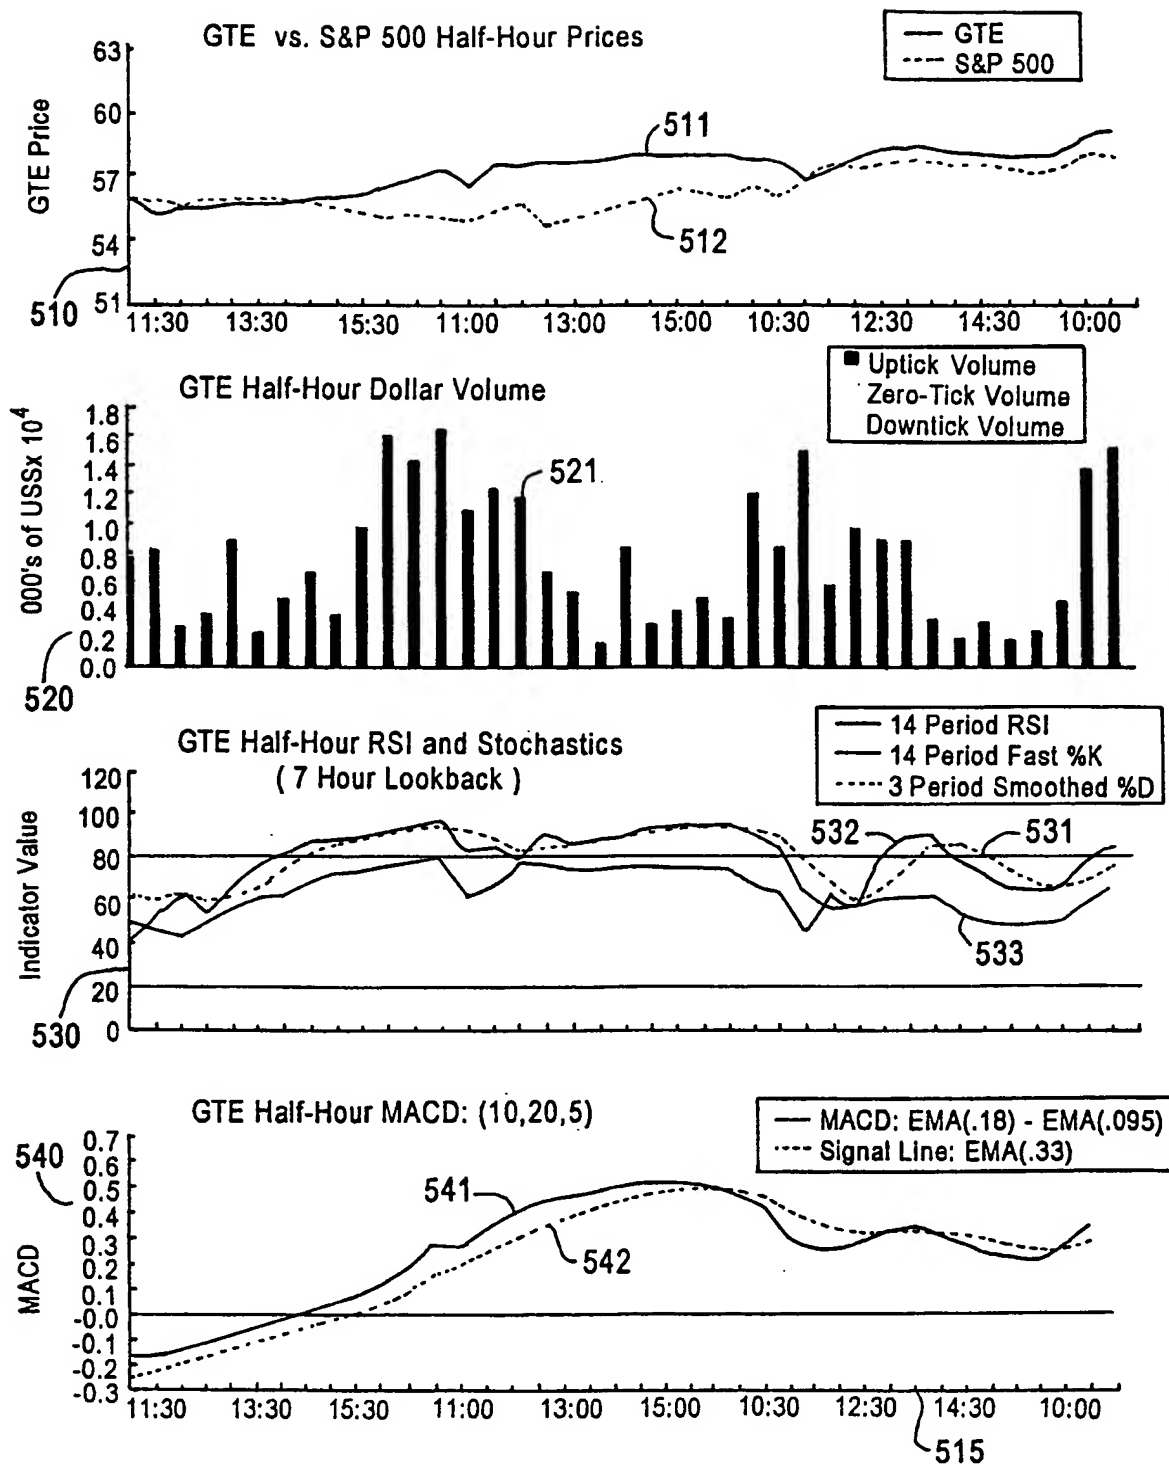 GTE vs. S&P 500 Half-Hour Prices
GTE
S&P 500
GTE Price
63
60
57
54
51
510
511
512
11:30 13:30 15:30 11:00 13:00 15:00 10:30 12:30 14:30 10:00
GTE Half-Hour Dollar Volume
Uptick Volume
Zero-Tick Volume
Downtick Volume
000's of USSx 10⁴
1.8
1.6
1.4
1.2
1.0
0.8
0.6
0.4
0.2
0.0
520
521
GTE Half-Hour RSI and Stochastics
( 7 Hour Lookback )
14 Period RSI
14 Period Fast %K
3 Period Smoothed %D
Indicator Value
120
100
80
60
40
20
0
530
532
531
533
GTE Half-Hour MACD: (10,20,5)
MACD: EMA(.18) - EMA(.095)
Signal Line: EMA(.33)
540
MACD
0.7
0.6
0.5
0.4
0.3
0.2
0.1
-0.0
-0.1
-0.2
-0.3
541
542
11:30 13:30 15:30 11:00 13:00 15:00 10:30 12:30 14:30 10:00
515